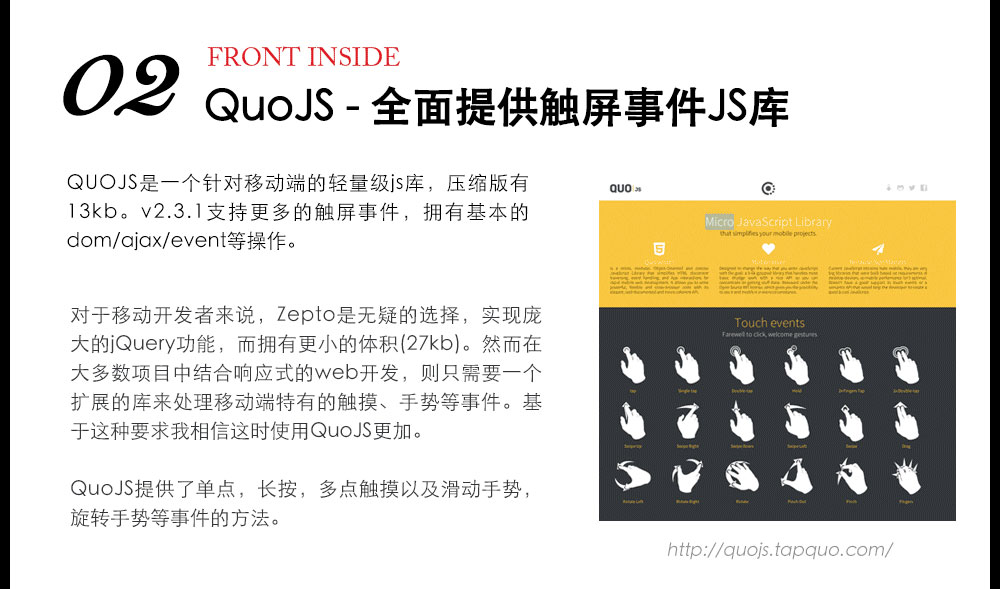 02
FRONT INSIDE
QuoJS - 全面提供触屏事件JS库
QUOJS是一个针对移动端的轻量级js库，压缩版有
13kb。v2.3.1支持更多的触屏事件，拥有基本的
dom/ajax/event等操作。
对于移动开发者来说，Zepto是无疑的选择，实现庞
大的jQuery功能，而拥有更小的体积(27kb)。然而在
大多数项目中结合响应式的web开发，则只需要一个
扩展的库来处理移动端特有的触摸、手势等事件。基
于这种要求我相信这时使用QuoJS更加。
QuoJS提供了单点，长按，多点触摸以及滑动手势，
旋转手势等事件的方法。
QUO JS
Micro JavaScript Library
that simplifies your mobile projects.
Touch events
Farewell to click, welcome gestures
Tap Single tap Double-tap Hold 2xFingers Tap 2xDouble-tap
Swipe top Swipe Right Swipe Down Swipe Left Swipe Drag
Rotate Left Rotate Right Rotate Pinch Out Pinch Fingers
http://quojs.tapquo.com/